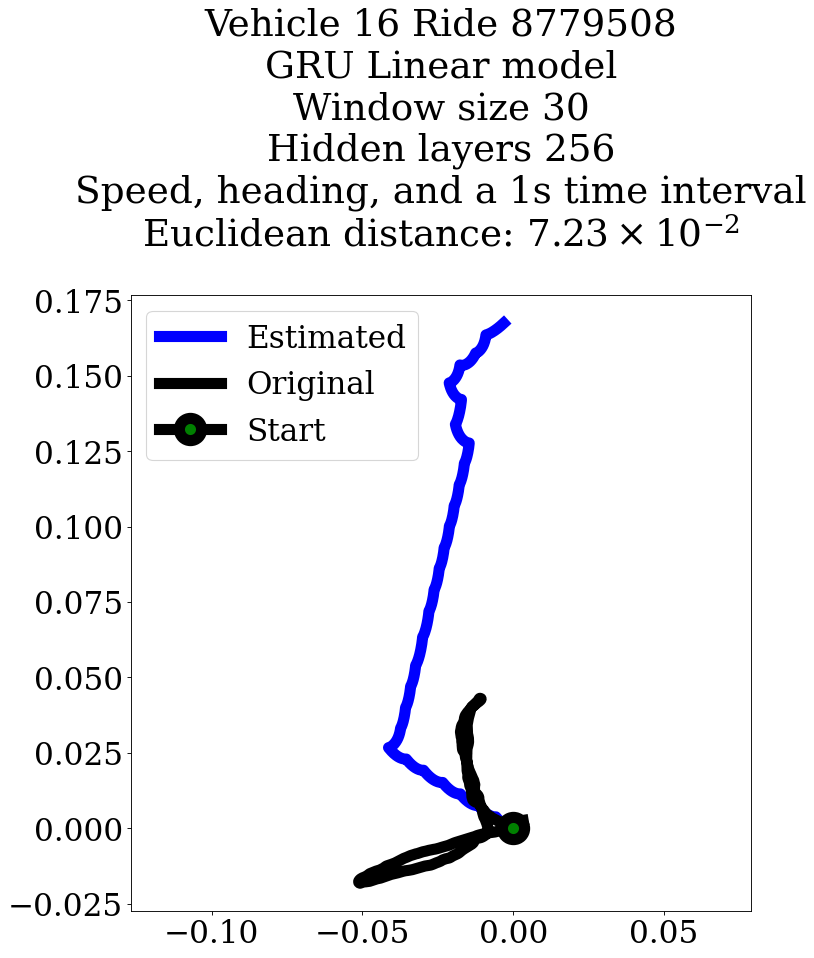 Vehicle 16 Ride 8779508
GRU Linear model
Window size 30
Hidden layers 256
Speed, heading, and a 1s time interval
Euclidean distance: 7.23 × 10⁻²
0.175
0.150
0.125
0.100
0.075
0.050
0.025
0.000
−0.025
Estimated
Original
Start
−0.10 −0.05 0.00 0.05